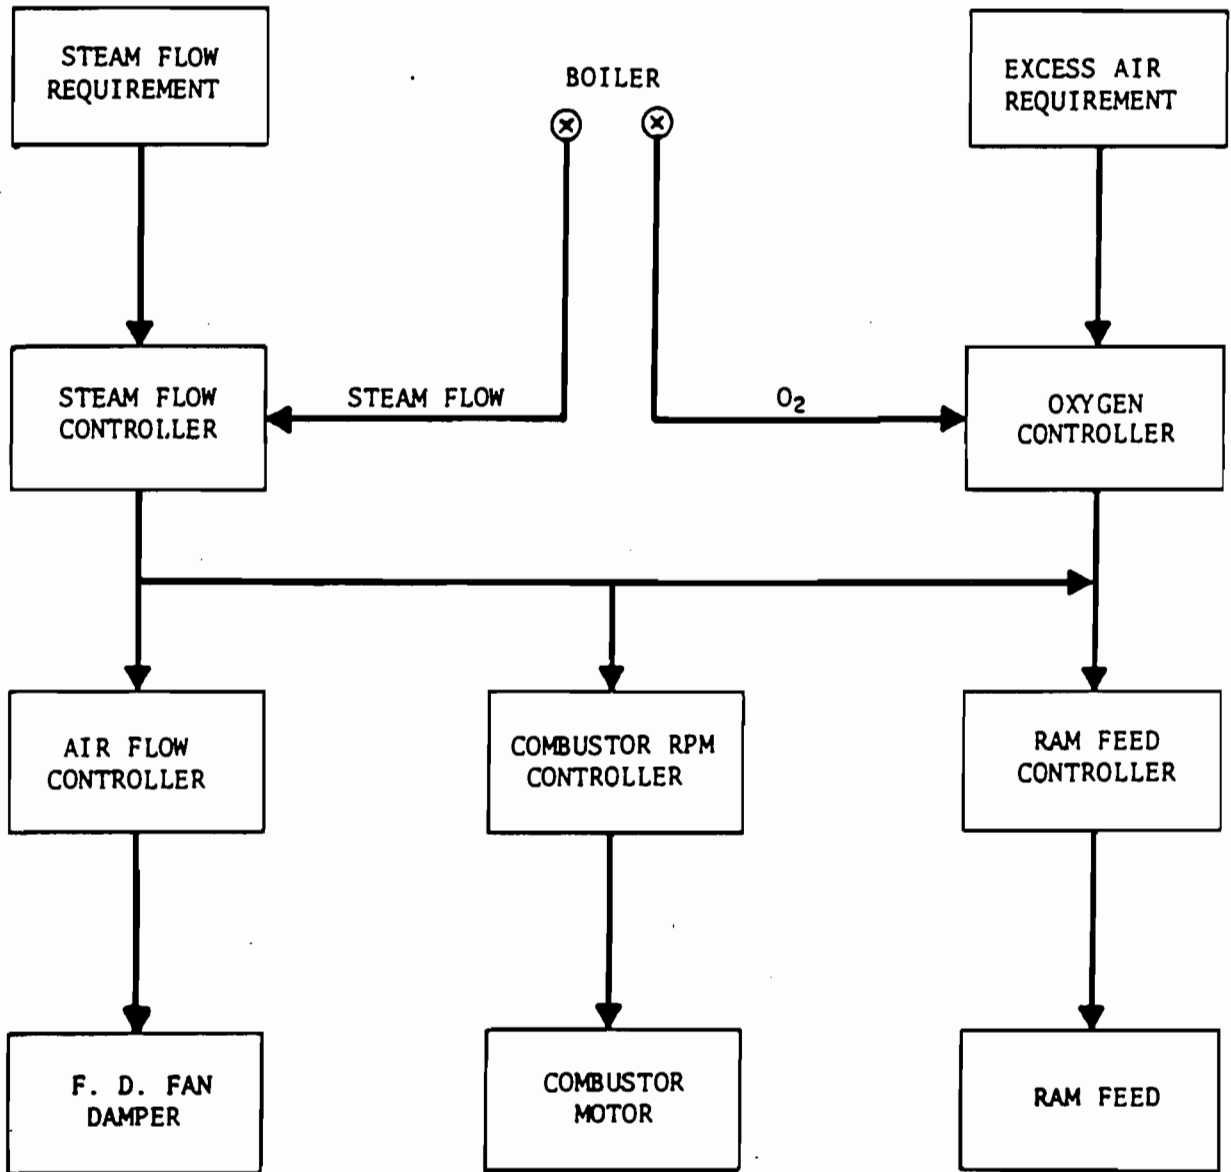 STEAM FLOW
REQUIREMENT
BOILER
EXCESS AIR
REQUIREMENT
STEAM FLOW
CONTROLLER
STEAM FLOW
O₂
OXYGEN
CONTROLLER
AIR FLOW
CONTROLLER
COMBUSTOR RPM
CONTROLLER
RAM FEED
CONTROLLER
F. D. FAN
DAMPER
COMBUSTOR
MOTOR
RAM FEED